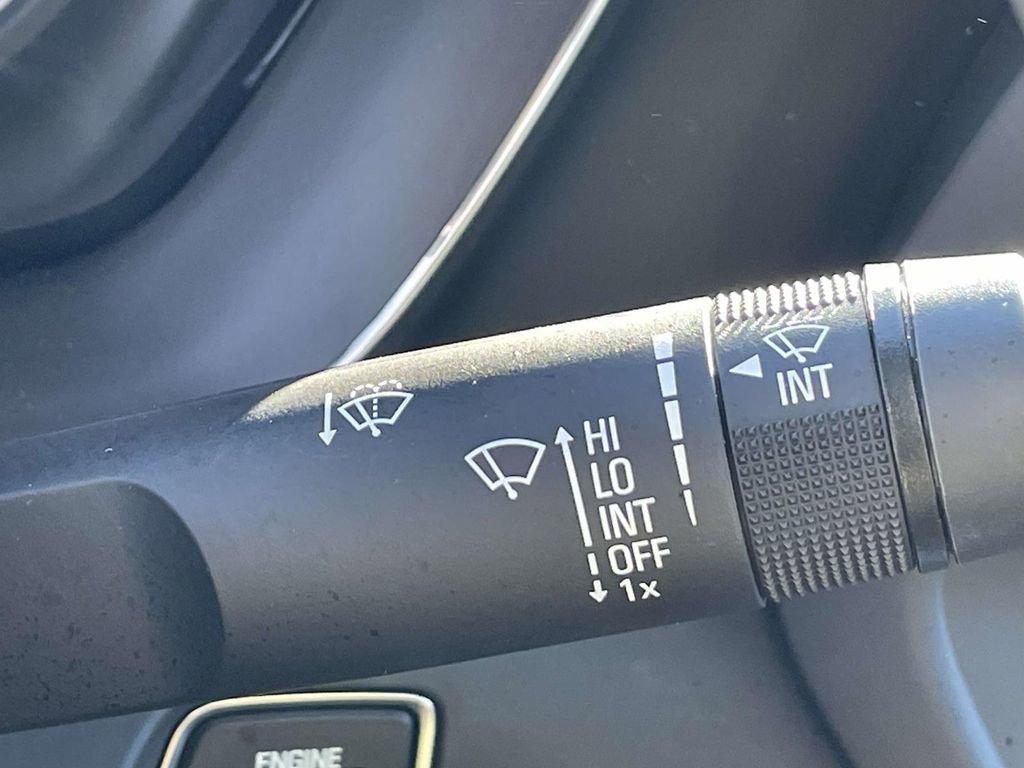 INT
HI
LO
INT
OFF
1x
ENGINE